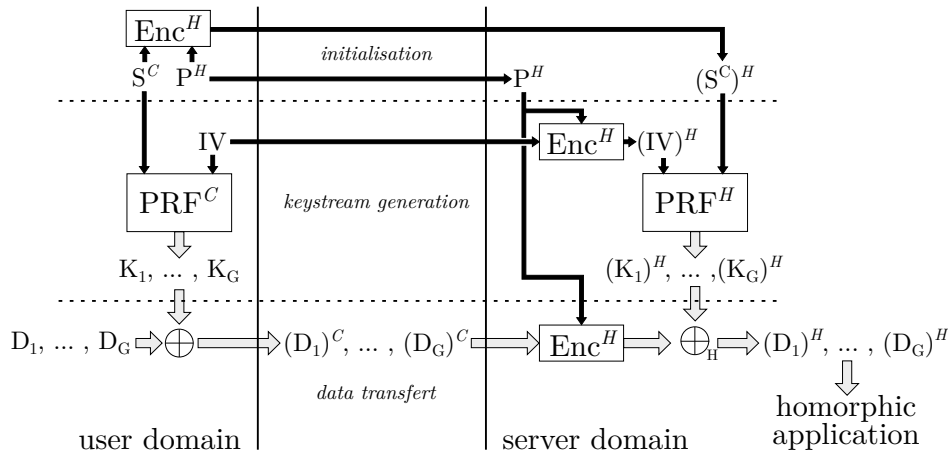 Enc^H
initialisation
S^C P^H P^H (S^C)^H
IV Enc^H (IV)^H
PRF^C keystream generation PRF^H
K_1, ... , K_G (K_1)^H, ... ,(K_G)^H
D_1, ... , D_G ⊕ (D_1)^C, ... , (D_G)^C Enc^H ⊕_H (D_1)^H, ... , (D_G)^H
data transfert
homorphic
application
user domain server domain